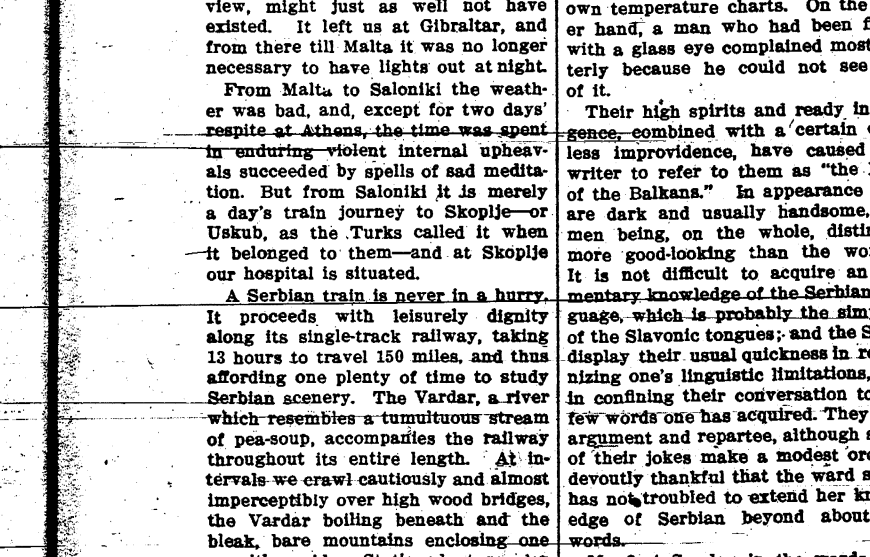 view, might just as well not have
existed. It left us at Gibraltar, and
from there till Malta it was no longer
necessary to have lights out at night.
From Malta to Saloniki the weath-
er was bad, and, except for two days'
respite at Athens, the time was spent
in enduring violent internal upheav-
als succeeded by spells of sad medita-
tion. But from Saloniki it is merely
a day's train journey to Skoplje—or
Uskub, as the Turks called it when
it belonged to them—and at Skoplje
our hospital is situated.
A Serbian train is never in a hurry.
It proceeds with leisurely dignity
along its single-track railway, taking
13 hours to travel 150 miles, and thus
affording one plenty of time to study
Serbian scenery. The Vardar, a river
which resembles a tumultuous stream
of pea-soup, accompanies the railway
throughout its entire length. At in-
tervals we crawl cautiously and almost
imperceptibly over high wood bridges,
the Vardar boiling beneath and the
bleak, bare mountains enclosing one
own temperature charts. On the
er hand, a man who had been f
with a glass eye complained most
terly because he could not see
of it.
Their high spirits and ready in
gence, combined with a certain
less improvidence, have caused
writer to refer to them as "the
of the Balkans." In appearance
are dark and usually handsome,
men being, on the whole, distin
more good-looking than the wo
It is not difficult to acquire an
mentary knowledge of the Serbian
guage, which is probably the sim
of the Slavonic tongues; and the S
display their usual quickness in re
nizing one's linguistic limitations,
in confining their conversation to
few words one has acquired. They
argument and repartee, although s
of their jokes make a modest ore
devoutly thankful that the ward s
has not troubled to extend her kn
edge of Serbian beyond about
words.